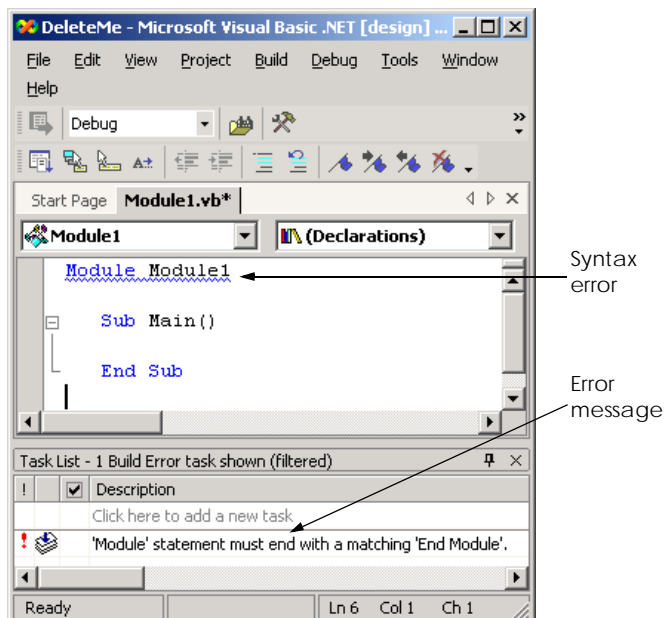 DeleteMe - Microsoft Visual Basic .NET [design] ...
File Edit View Project Build Debug Tools Window
Help
Debug
Start Page Module1.vb*
Module1 (Declarations)
Module Module1
Syntax
error
Sub Main()
End Sub
Error
message
Task List - 1 Build Error task shown (filtered)
! Description
Click here to add a new task
! 'Module' statement must end with a matching 'End Module'.
Ready Ln 6 Col 1 Ch 1